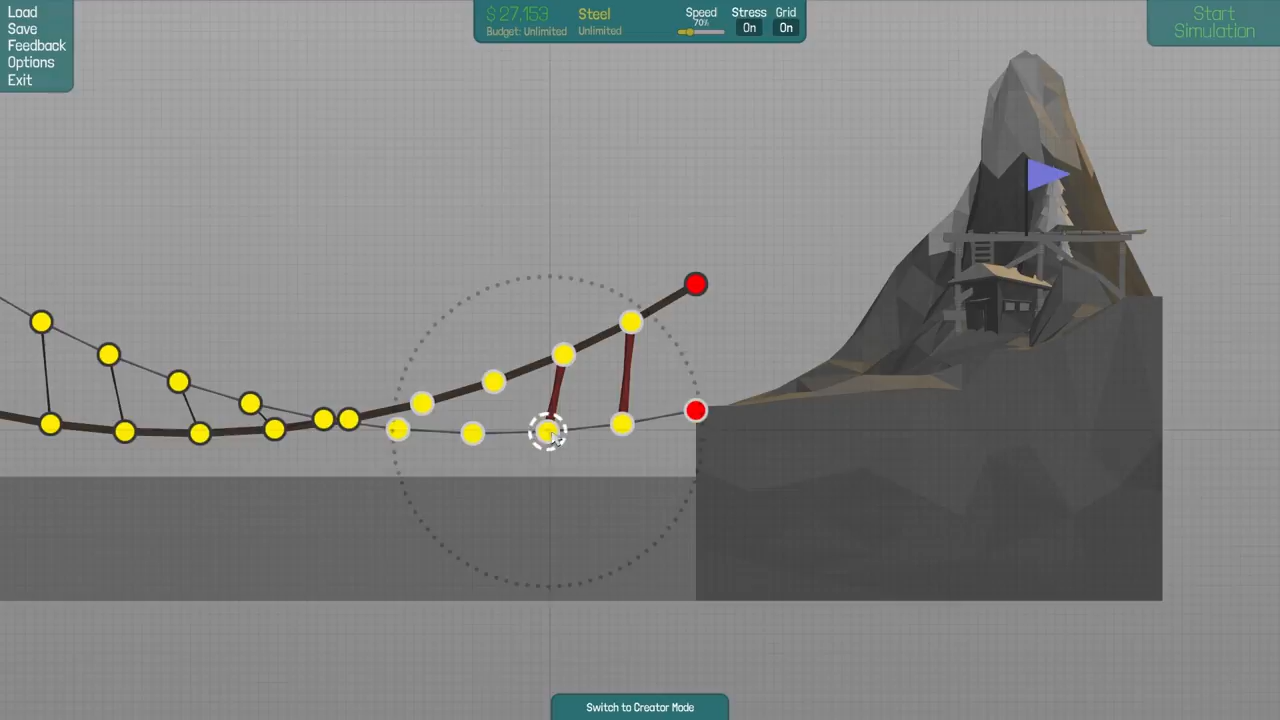 Load
Save
Feedback
Options
Exit
$ 27,153
Budget: Unlimited
Steel
Unlimited
Speed
70%
Stress
On
Grid
On
Start
Simulation
Switch to Creator Mode